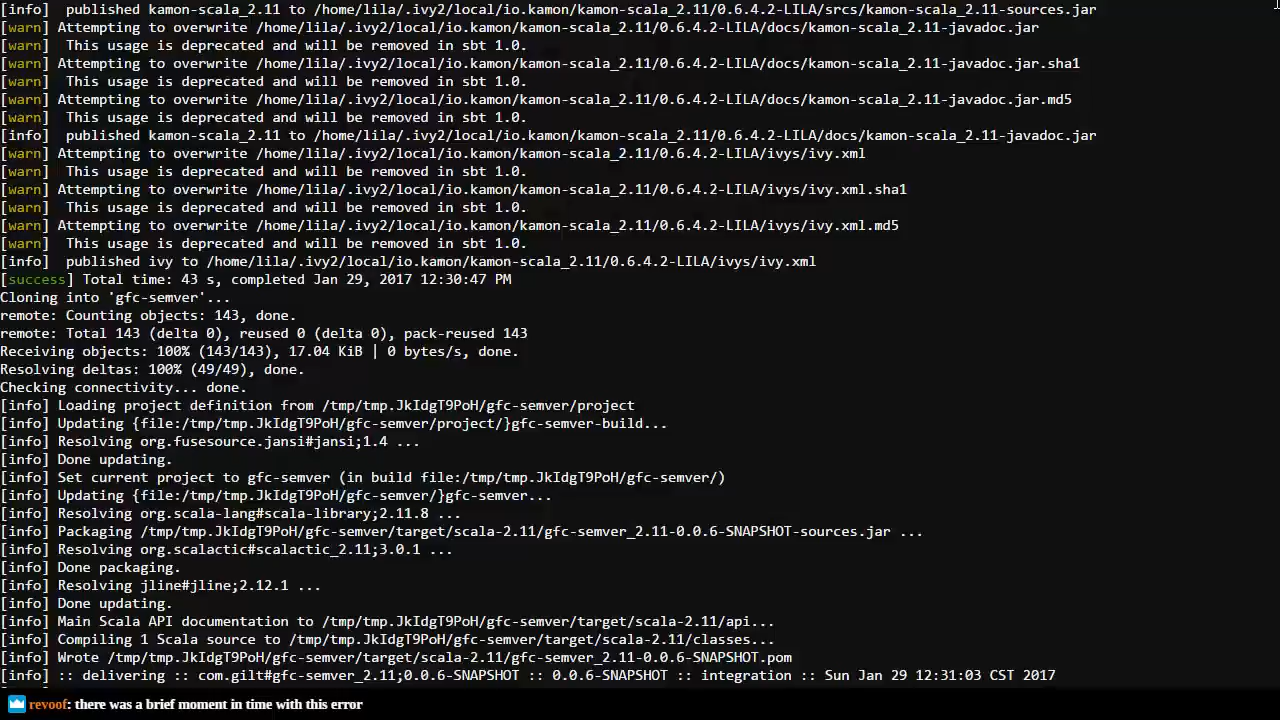 [info]  published kamon-scala_2.11 to /home/lila/.ivy2/local/io.kamon/kamon-scala_2.11/0.6.4.2-LILA/srcs/kamon-scala_2.11-sources.jar
[warn] Attempting to overwrite /home/lila/.ivy2/local/io.kamon/kamon-scala_2.11/0.6.4.2-LILA/docs/kamon-scala_2.11-javadoc.jar
[warn]  This usage is deprecated and will be removed in sbt 1.0.
[warn] Attempting to overwrite /home/lila/.ivy2/local/io.kamon/kamon-scala_2.11/0.6.4.2-LILA/docs/kamon-scala_2.11-javadoc.jar.sha1
[warn]  This usage is deprecated and will be removed in sbt 1.0.
[warn] Attempting to overwrite /home/lila/.ivy2/local/io.kamon/kamon-scala_2.11/0.6.4.2-LILA/docs/kamon-scala_2.11-javadoc.jar.md5
[warn]  This usage is deprecated and will be removed in sbt 1.0.
[info]  published kamon-scala_2.11 to /home/lila/.ivy2/local/io.kamon/kamon-scala_2.11/0.6.4.2-LILA/docs/kamon-scala_2.11-javadoc.jar
[warn] Attempting to overwrite /home/lila/.ivy2/local/io.kamon/kamon-scala_2.11/0.6.4.2-LILA/ivys/ivy.xml
[warn]  This usage is deprecated and will be removed in sbt 1.0.
[warn] Attempting to overwrite /home/lila/.ivy2/local/io.kamon/kamon-scala_2.11/0.6.4.2-LILA/ivys/ivy.xml.sha1
[warn]  This usage is deprecated and will be removed in sbt 1.0.
[warn] Attempting to overwrite /home/lila/.ivy2/local/io.kamon/kamon-scala_2.11/0.6.4.2-LILA/ivys/ivy.xml.md5
[warn]  This usage is deprecated and will be removed in sbt 1.0.
[info]  published ivy to /home/lila/.ivy2/local/io.kamon/kamon-scala_2.11/0.6.4.2-LILA/ivys/ivy.xml
[success] Total time: 43 s, completed Jan 29, 2017 12:30:47 PM
Cloning into 'gfc-semver'...
remote: Counting objects: 143, done.
remote: Total 143 (delta 0), reused 0 (delta 0), pack-reused 143
Receiving objects: 100% (143/143), 17.04 KiB | 0 bytes/s, done.
Resolving deltas: 100% (49/49), done.
Checking connectivity... done.
[info] Loading project definition from /tmp/tmp.JkIdgT9PoH/gfc-semver/project
[info] Updating {file:/tmp/tmp.JkIdgT9PoH/gfc-semver/project/}gfc-semver-build...
[info] Resolving org.fusesource.jansi#jansi;1.4 ...
[info] Done updating.
[info] Set current project to gfc-semver (in build file:/tmp/tmp.JkIdgT9PoH/gfc-semver/)
[info] Updating {file:/tmp/tmp.JkIdgT9PoH/gfc-semver/}gfc-semver...
[info] Resolving org.scala-lang#scala-library;2.11.8 ...
[info] Packaging /tmp/tmp.JkIdgT9PoH/gfc-semver/target/scala-2.11/gfc-semver_2.11-0.0.6-SNAPSHOT-sources.jar ...
[info] Resolving org.scalactic#scalactic_2.11;3.0.1 ...
[info] Done packaging.
[info] Resolving jline#jline;2.12.1 ...
[info] Done updating.
[info] Main Scala API documentation to /tmp/tmp.JkIdgT9PoH/gfc-semver/target/scala-2.11/api...
[info] Compiling 1 Scala source to /tmp/tmp.JkIdgT9PoH/gfc-semver/target/scala-2.11/classes...
[info] Wrote /tmp/tmp.JkIdgT9PoH/gfc-semver/target/scala-2.11/gfc-semver_2.11-0.0.6-SNAPSHOT.pom
[info] :: delivering :: com.gilt#gfc-semver_2.11;0.0.6-SNAPSHOT :: 0.0.6-SNAPSHOT :: integration :: Sun Jan 29 12:31:03 CST 2017
revoof: there was a brief moment in time with this error